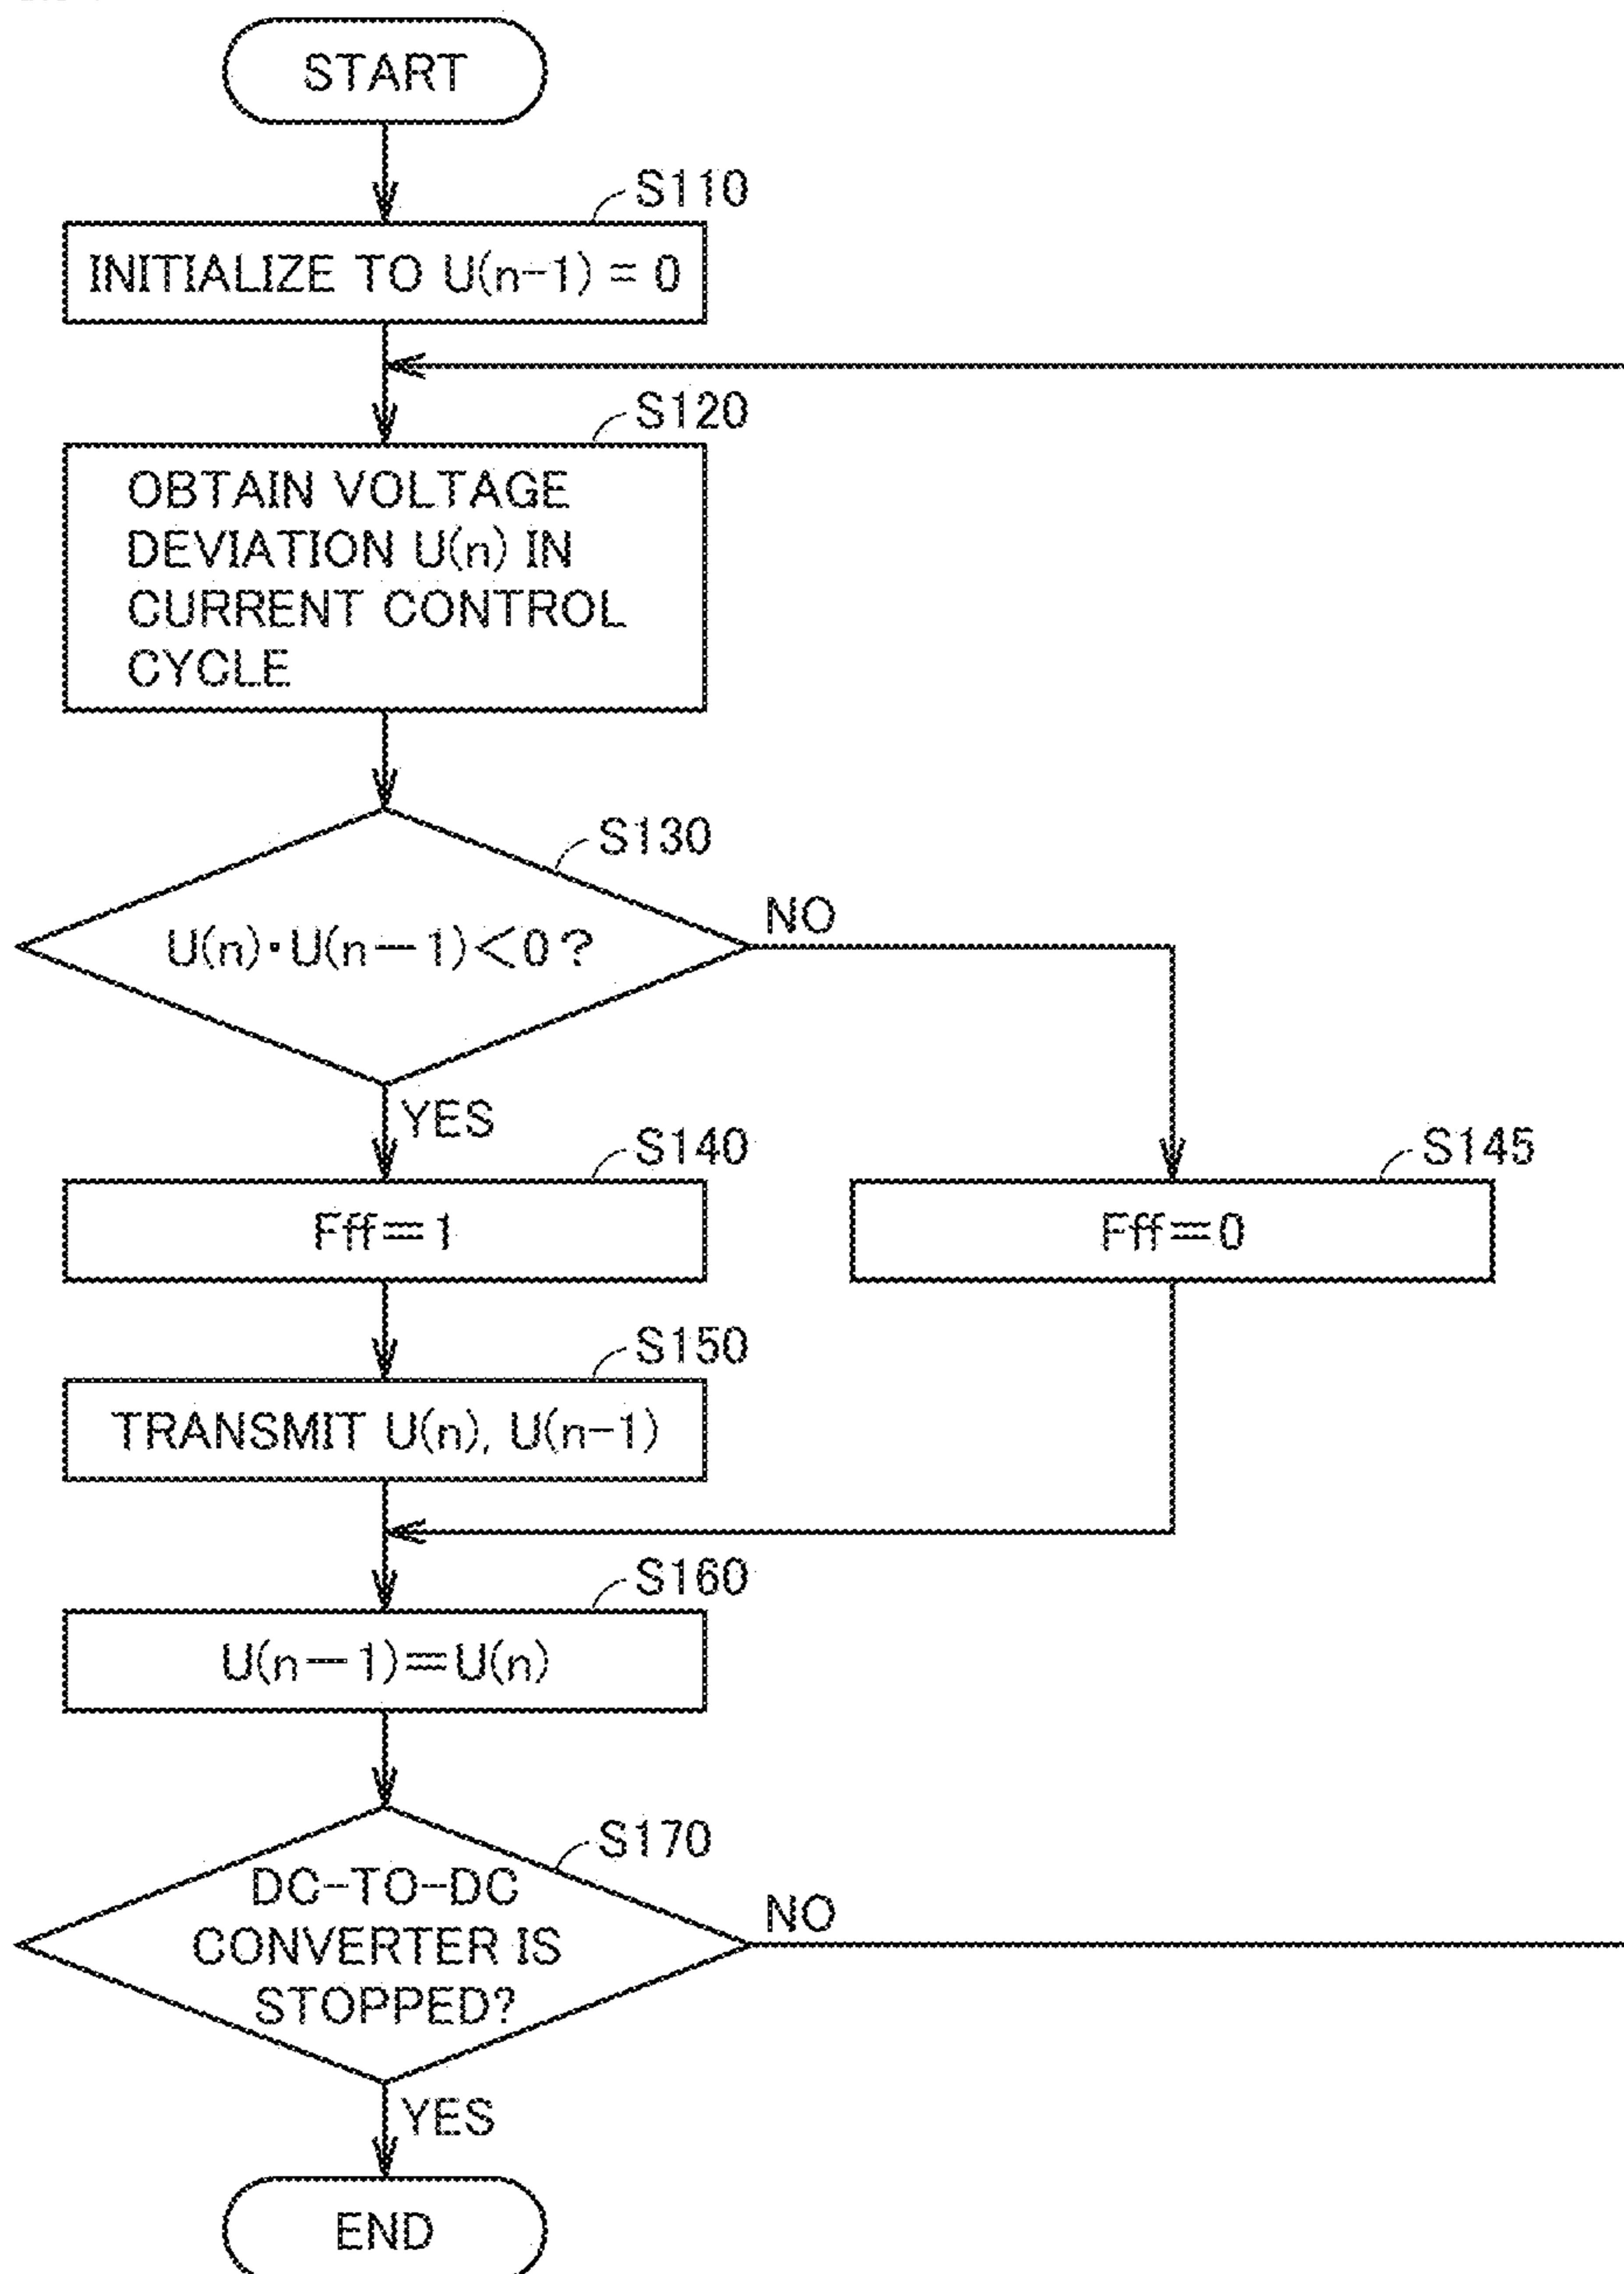 START
S110
INITIALIZE TO U(n-1) = 0
S120
OBTAIN VOLTAGE
DEVIATION U(n) IN
CURRENT CONTROL
CYCLE
S130
U(n)・U(n-1)<0?
NO
YES
S140
S145
Fff=1
Fff=0
S150
TRANSMIT U(n), U(n-1)
S160
U(n-1)=U(n)
S170
DC-TO-DC
CONVERTER IS
STOPPED?
NO
YES
END